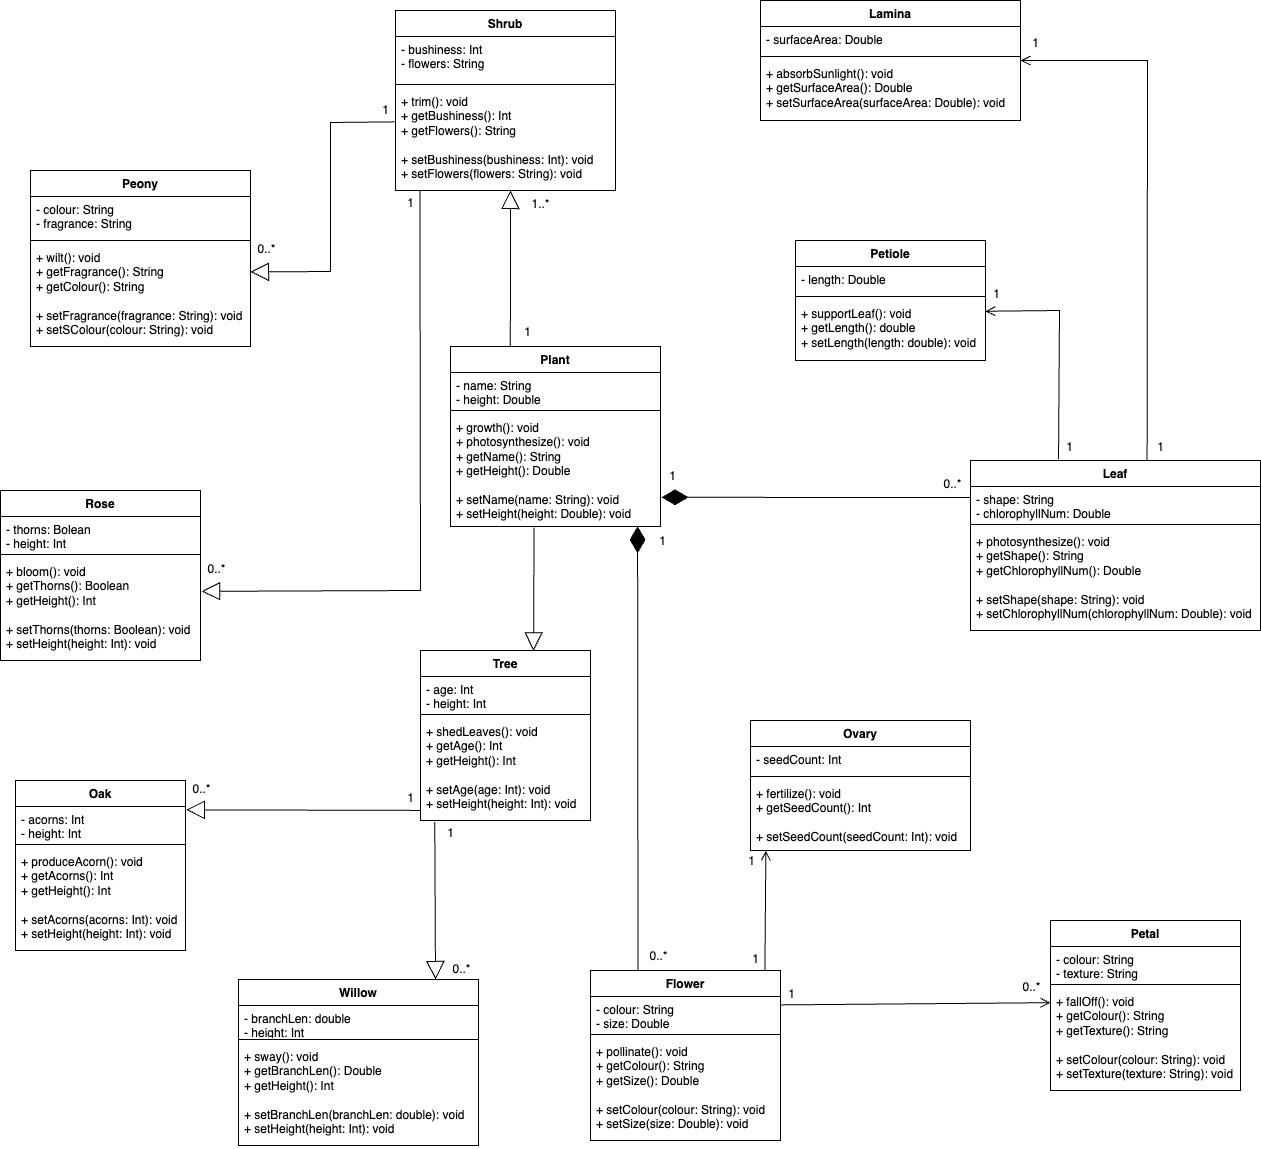 Shrub
- bushiness: Int
- flowers: String
+ trim(): void
+ getBushiness(): Int
+ getFlowers(): String
+ setBushiness(bushiness: Int): void
+ setFlowers(flowers: String): void
Lamina
- surfaceArea: Double
+ absorbSunlight(): void
+ getSurfaceArea(): Double
+ setSurfaceArea(surfaceArea: Double): void
1
1
Peony
- colour: String
- fragrance: String
+ wilt(): void
+ getFragrance(): String
+ getColour(): String
+ setFragrance(fragrance: String): void
+ setSColour(colour: String): void
0..*
1
1..*
1
Petiole
- length: Double
+ supportLeaf(): void
+ getLength(): double
+ setLength(length: double): void
1
Plant
- name: String
- height: Double
+ growth(): void
+ photosynthesize(): void
+ getName(): String
+ getHeight(): Double
+ setName(name: String): void
+ setHeight(height: Double): void
1
1
1
0..*
1
Leaf
- shape: String
- chlorophyllNum: Double
+ photosynthesize(): void
+ getShape(): String
+ getChlorophyllNum(): Double
+ setShape(shape: String): void
+ setChlorophyllNum(chlorophyllNum: Double): void
Rose
- thorns: Bolean
- height: Int
+ bloom(): void
+ getThorns(): Boolean
+ getHeight(): Int
+ setThorns(thorns: Boolean): void
+ setHeight(height: Int): void
0..*
Tree
- age: Int
- height: Int
+ shedLeaves(): void
+ getAge(): Int
+ getHeight(): Int
+ setAge(age: Int): void
+ setHeight(height: Int): void
Ovary
- seedCount: Int
+ fertilize(): void
+ getSeedCount(): Int
+ setSeedCount(seedCount: Int): void
Oak
- acorns: Int
- height: Int
+ produceAcorn(): void
+ getAcorns(): Int
+ getHeight(): Int
+ setAcorns(acorns: Int): void
+ setHeight(height: Int): void
0..*
1
1
1
0..*
0..*
1
Willow
- branchLen: double
- height: Int
+ sway(): void
+ getBranchLen(): Double
+ getHeight(): Int
+ setBranchLen(branchLen: double): void
+ setHeight(height: Int): void
Flower
- colour: String
- size: Double
+ pollinate(): void
+ getColour(): String
+ getSize(): Double
+ setColour(colour: String): void
+ setSize(size: Double): void
1
0..*
Petal
- colour: String
- texture: String
+ fallOff(): void
+ getColour(): String
+ getTexture(): String
+ setColour(colour: String): void
+ setTexture(texture: String): void